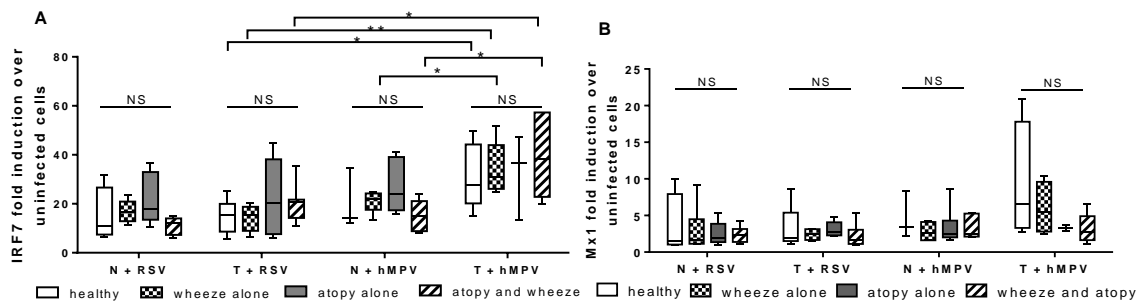 A
*
* *
*
*
*
IRF7 fold induction over
uninfected cells
80
60
40
20
0
NS
NS
NS
NS
N + RSV
T + RSV
N + hMPV
T + hMPV
healthy
wheeze alone
atopy alone
atopy and wheeze
B
Mx1 fold induction over
uninfected cells
25
20
15
10
5
0
NS
NS
NS
NS
N + RSV
T + RSV
N + hMPV
T + hMPV
healthy
wheeze alone
atopy alone
wheeze and atopy